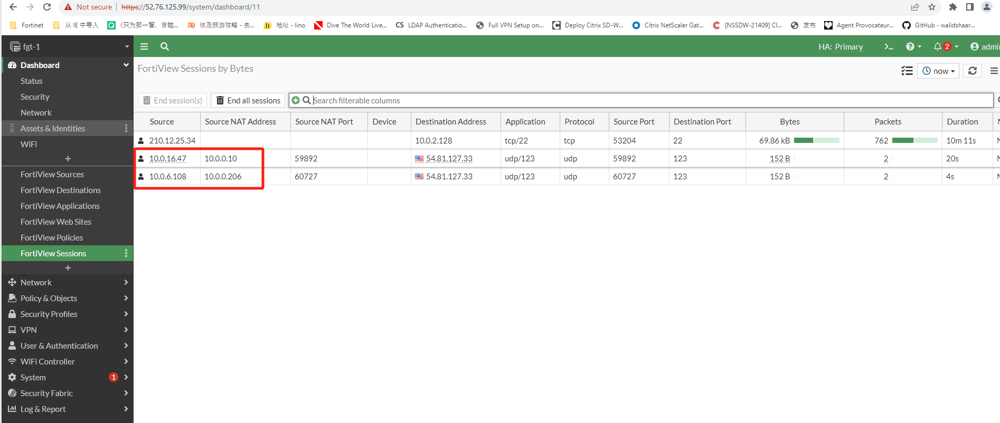 Not secure | https://52.76.125.99/system/dashboard/11
Fortinet 从 IE 中导入 《只为那一瞥，穿越... 埃及旅游攻略 - 去... 地址 - lino Dive The World Live... CS LDAP Authenticatio... Full VPN Setup on... Deploy Citrix SD-W... Citrix NetScaler Gat... [NSSDW-21409] Cl... 发布 Agent Provocateur... GitHub - walidshaar...
fgt-1
HA: Primary
2
admin
Dashboard
Status
Security
Network
Assets & Identities
WiFi
FortiView Sources
FortiView Destinations
FortiView Applications
FortiView Web Sites
FortiView Policies
FortiView Sessions
Network
Policy & Objects
Security Profiles
VPN
User & Authentication
WiFi Controller
System 1
Security Fabric
Log & Report
FortiView Sessions by Bytes
now
End session(s) End all sessions Search filterable columns
Source Source NAT Address Source NAT Port Device Destination Address Application Protocol Source Port Destination Port Bytes Packets Duration N
210.12.25.34 10.0.2.128 tcp/22 tcp 53204 22 69.86 kB 762 10m 11s N
10.0.16.47 10.0.0.10 59892 54.81.127.33 udp/123 udp 59892 123 152 B 2 20s N
10.0.6.108 10.0.0.206 60727 54.81.127.33 udp/123 udp 60727 123 152 B 2 4s N